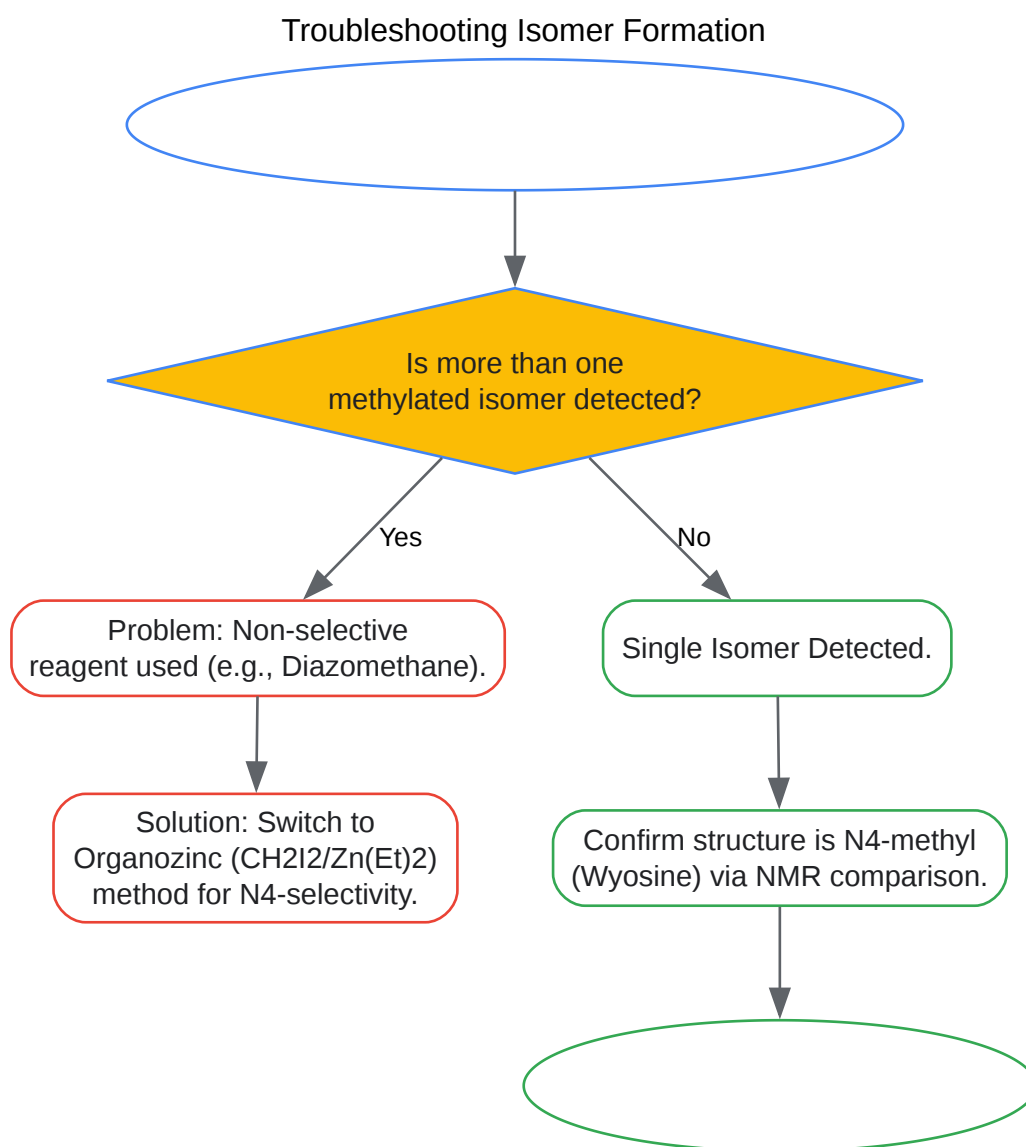 Troubleshooting Isomer Formation
Is more than one
methylated isomer detected?
Yes
No
Problem: Non-selective
reagent used (e.g., Diazomethane).
Single Isomer Detected.
Solution: Switch to
Organozinc (CH2I2/Zn(Et)2)
method for N4-selectivity.
Confirm structure is N4-methyl
(Wyosine) via NMR comparison.